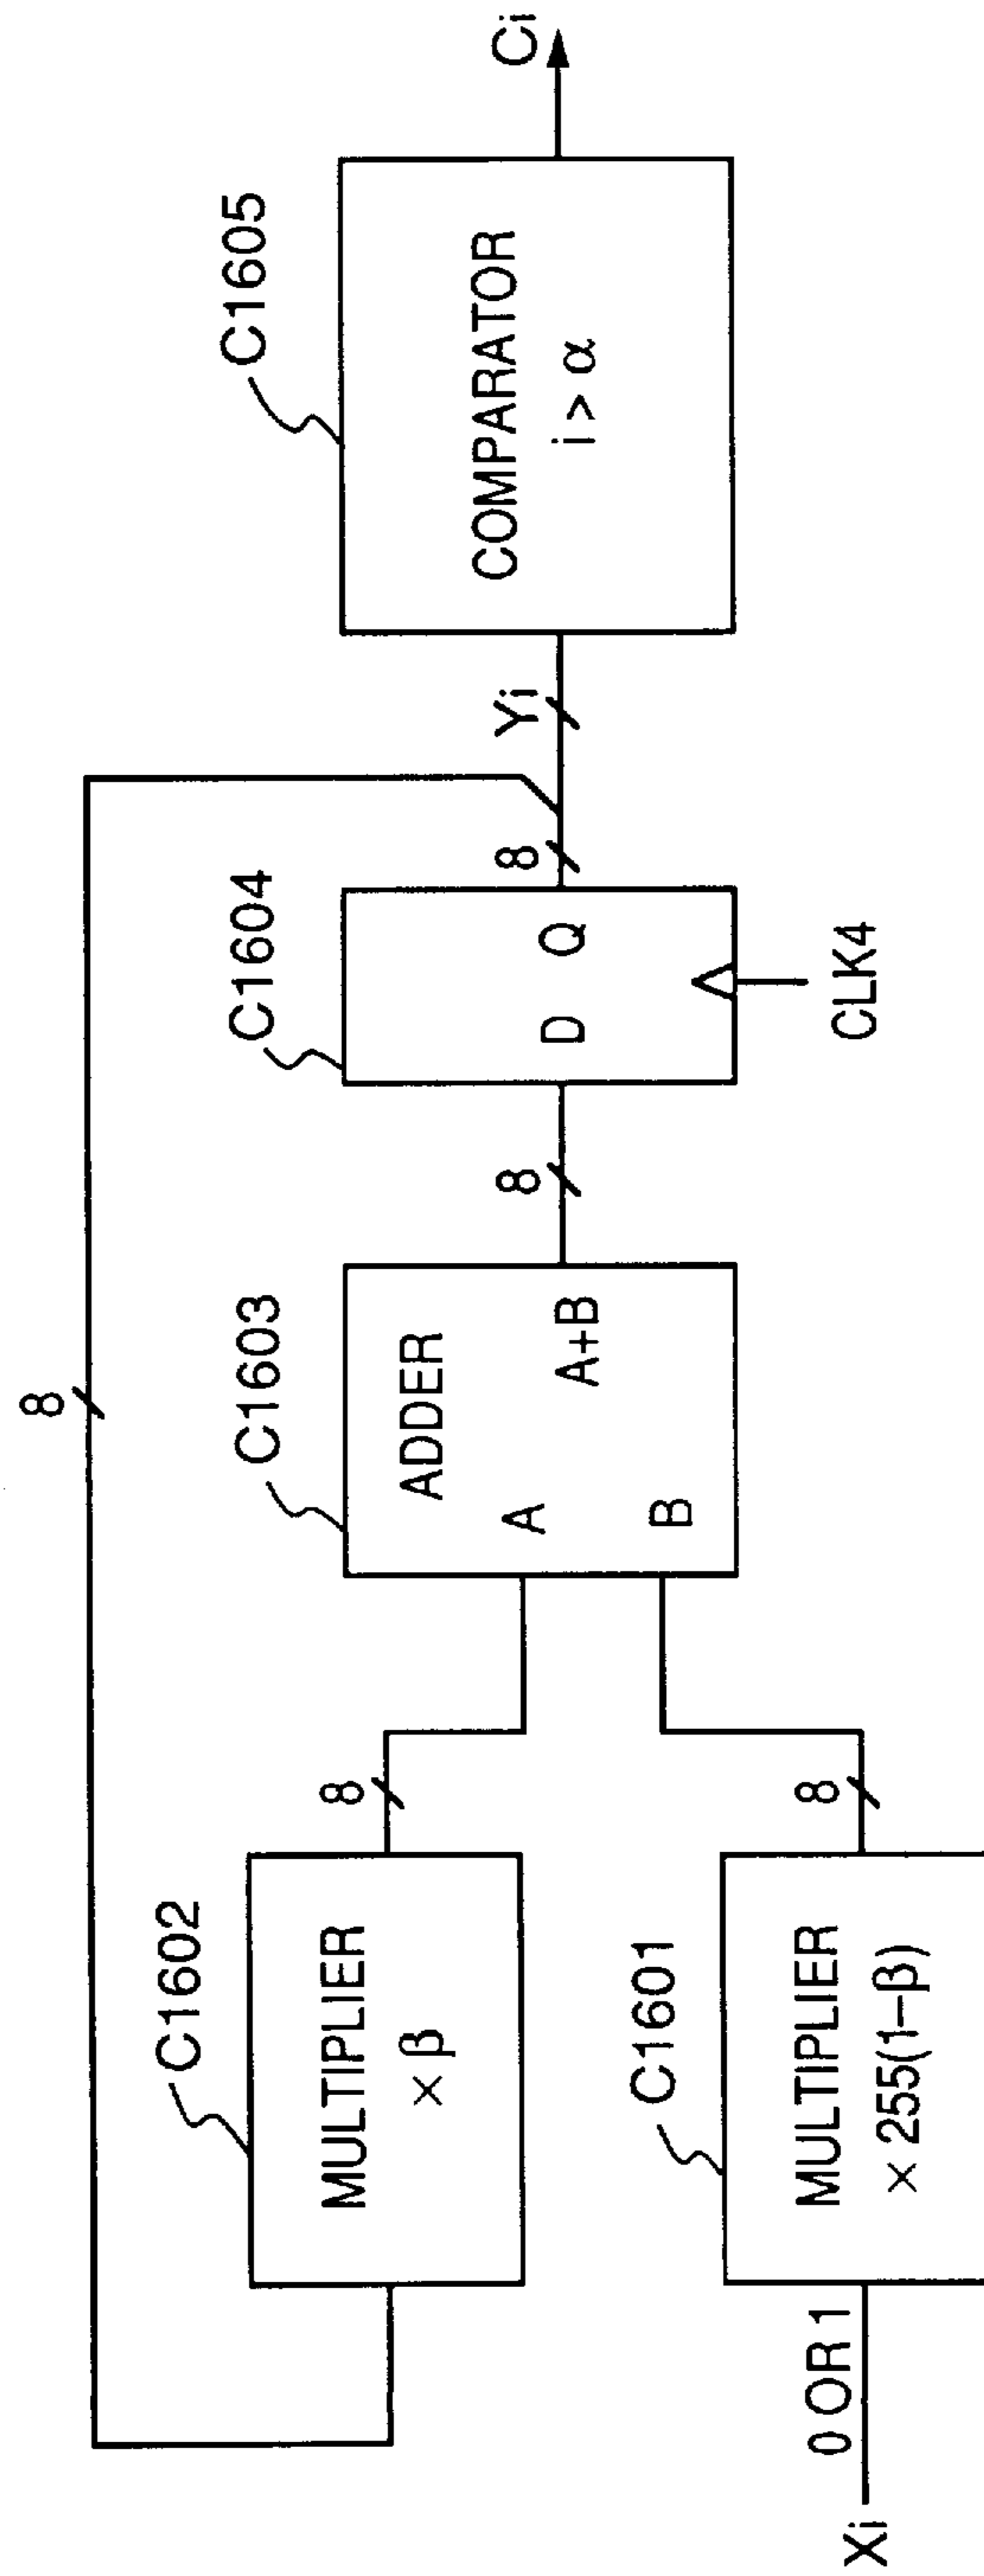 8
C1602
MULTIPLIER
× β
8
C1603
ADDER
A
A+B
B
8
C1604
D Q
CLK4
8
Yi
C1605
COMPARATOR
i > α
Ci
Xi
0 OR 1
C1601
MULTIPLIER
× 255(1−β)
8